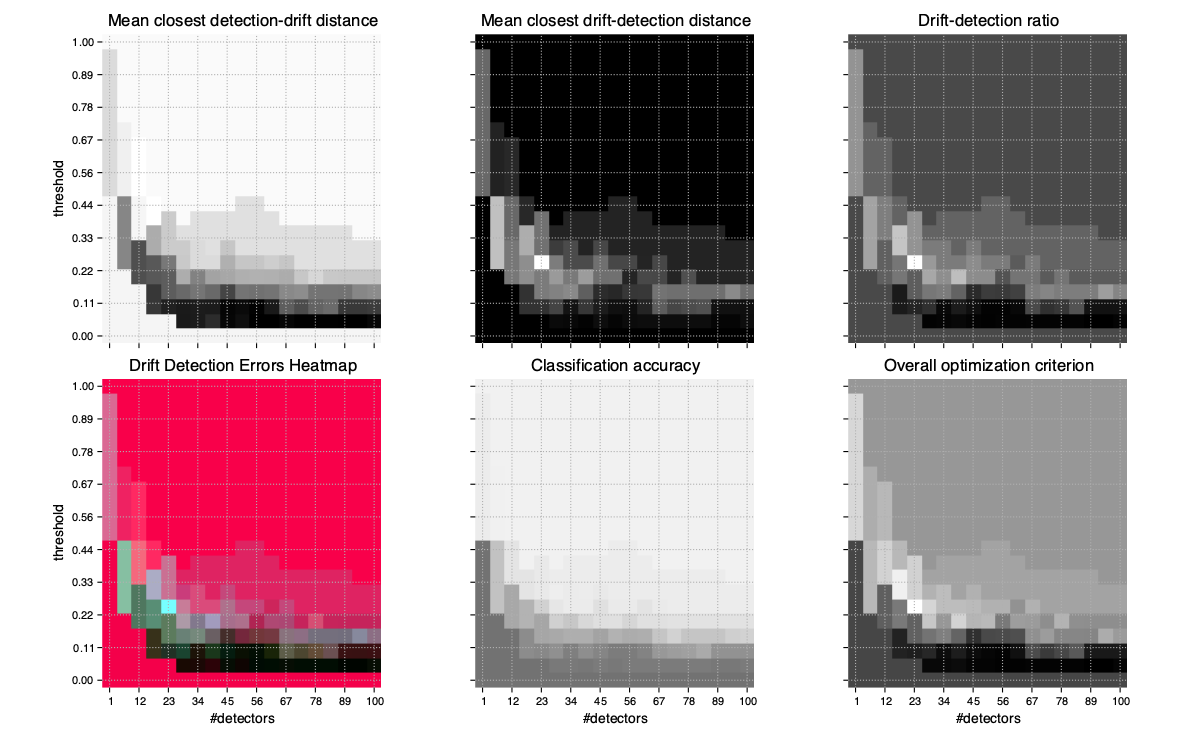 Mean closest detection-drift distance
Mean closest drift-detection distance
Drift-detection ratio
threshold
1.00
0.89
0.78
0.67
0.56
0.44
0.33
0.22
0.11
0.00
Drift Detection Errors Heatmap
Classification accuracy
Overall optimization criterion
threshold
1.00
0.89
0.78
0.67
0.56
0.44
0.33
0.22
0.11
0.00
1 12 23 34 45 56 67 78 89 100
1 12 23 34 45 56 67 78 89 100
1 12 23 34 45 56 67 78 89 100
#detectors
#detectors
#detectors